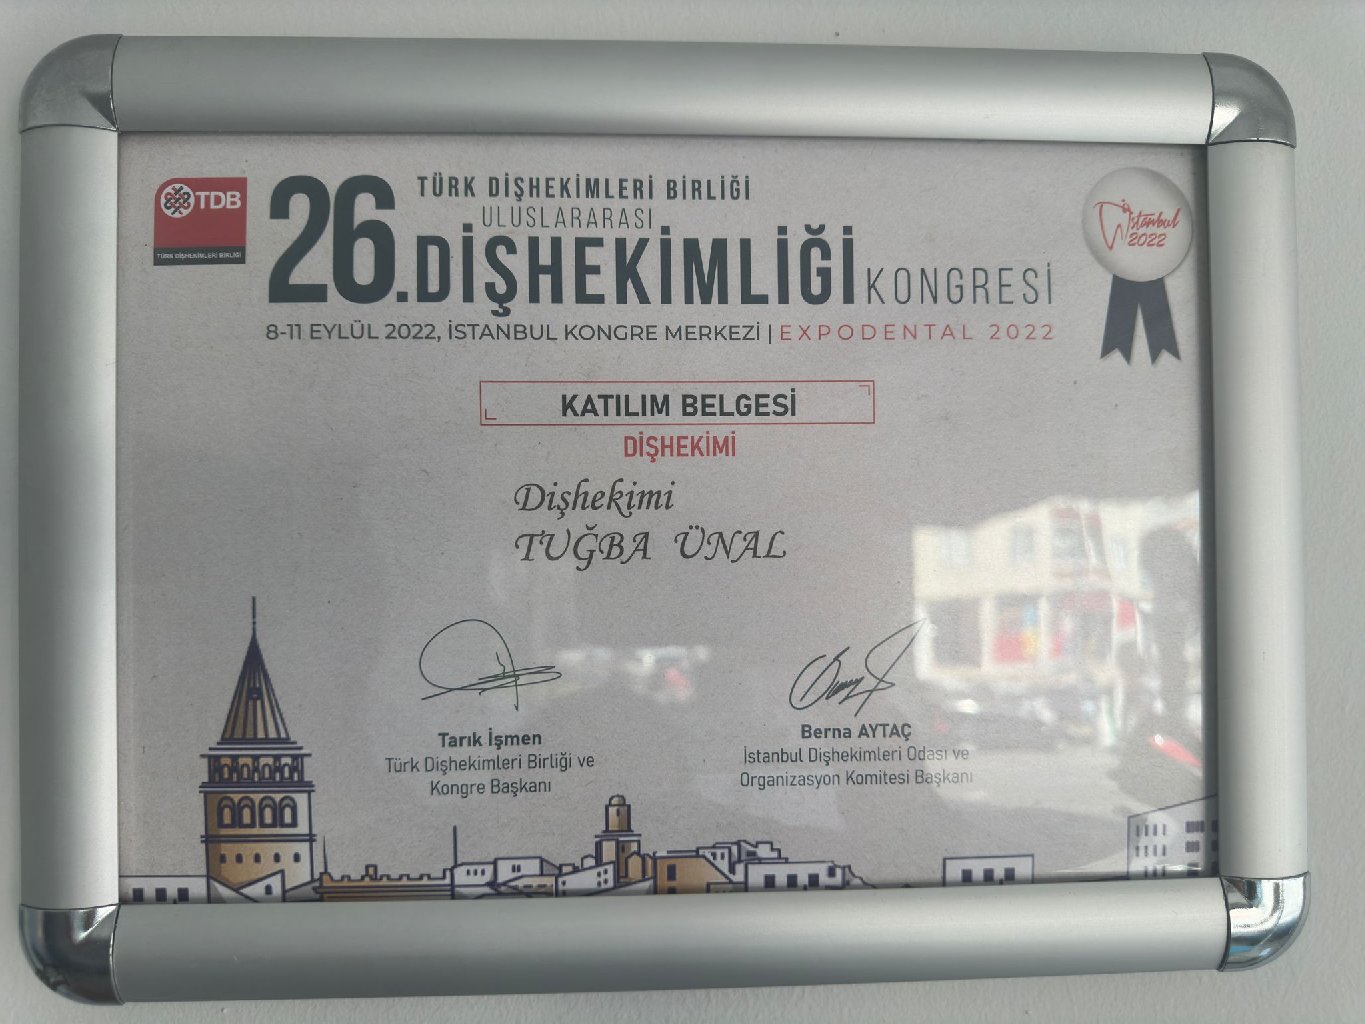 TDB
TÜRK DİŞHEKİMLERİ BİRLİĞİ
26. TÜRK DİŞHEKİMLERİ BİRLİĞİ
ULUSLARARASI
DİŞHEKİMLİĞİ KONGRESİ
8-11 EYLÜL 2022, İSTANBUL KONGRE MERKEZİ | EXPODENTAL 2022
İstanbul
2022
KATILIM BELGESİ
DİŞHEKİMİ
Dişhekimi
TUĞBA ÜNAL
Tarık İşmen
Türk Dişhekimleri Birliği ve
Kongre Başkanı
Berna AYTAÇ
İstanbul Dişhekimleri Odası ve
Organizasyon Komitesi Başkanı